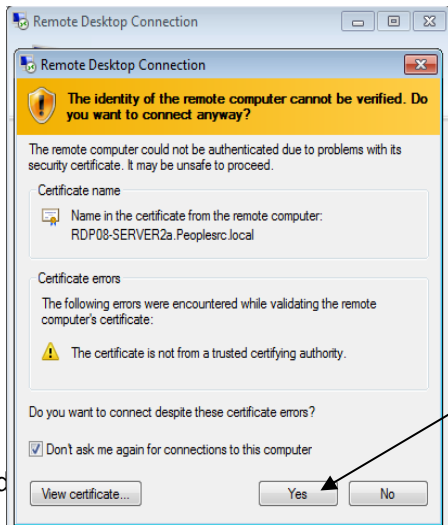 Remote Desktop Connection
Remote Desktop Connection
The identity of the remote computer cannot be verified. Do
you want to connect anyway?
The remote computer could not be authenticated due to problems with its
security certificate. It may be unsafe to proceed.
Certificate name
Name in the certificate from the remote computer:
RDP08-SERVER2a.Peoplesrc.local
Certificate errors
The following errors were encountered while validating the remote
computer's certificate:
The certificate is not from a trusted certifying authority.
Do you want to connect despite these certificate errors?
Don't ask me again for connections to this computer
View certificate... Yes No